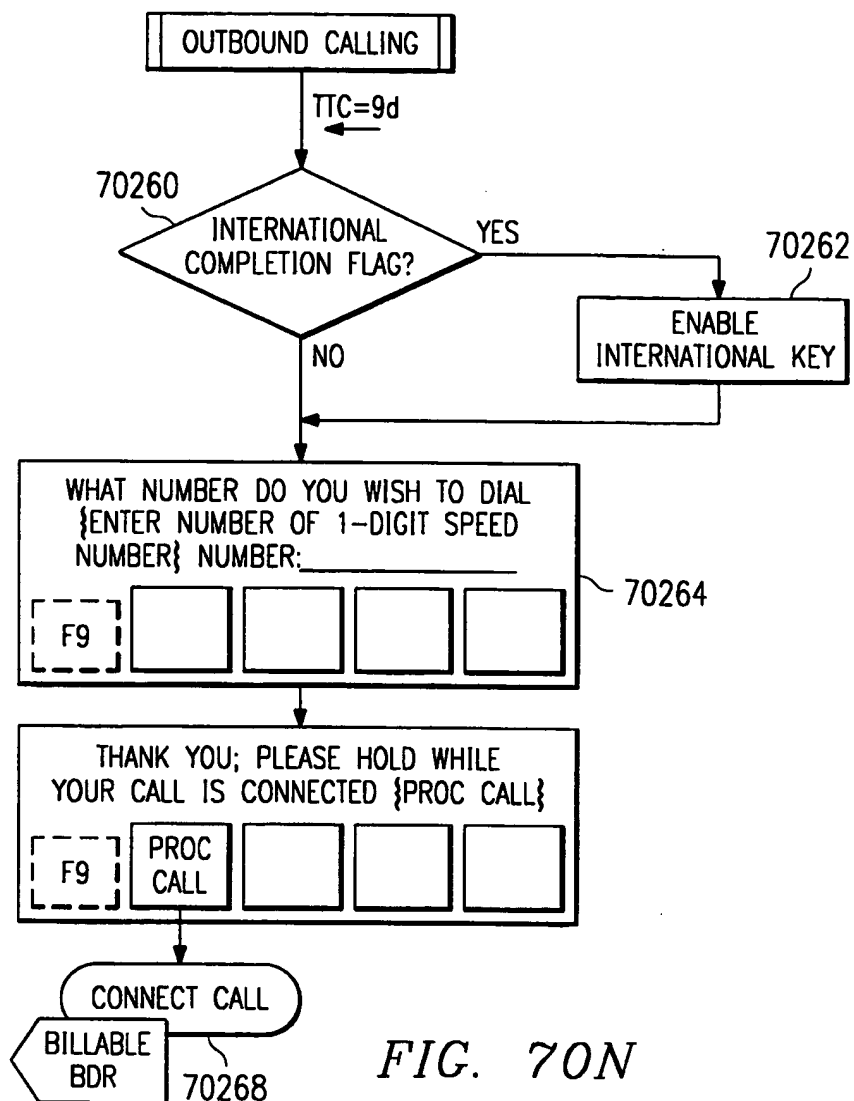 OUTBOUND CALLING
TTC=9d
70260
INTERNATIONAL
COMPLETION FLAG?
YES
70262
ENABLE
INTERNATIONAL KEY
NO
WHAT NUMBER DO YOU WISH TO DIAL
{ENTER NUMBER OF 1-DIGIT SPEED
NUMBER} NUMBER:
F9
70264
THANK YOU; PLEASE HOLD WHILE
YOUR CALL IS CONNECTED {PROC CALL}
F9
PROC
CALL
CONNECT CALL
BILLABLE
BDR
70268
FIG. 70N